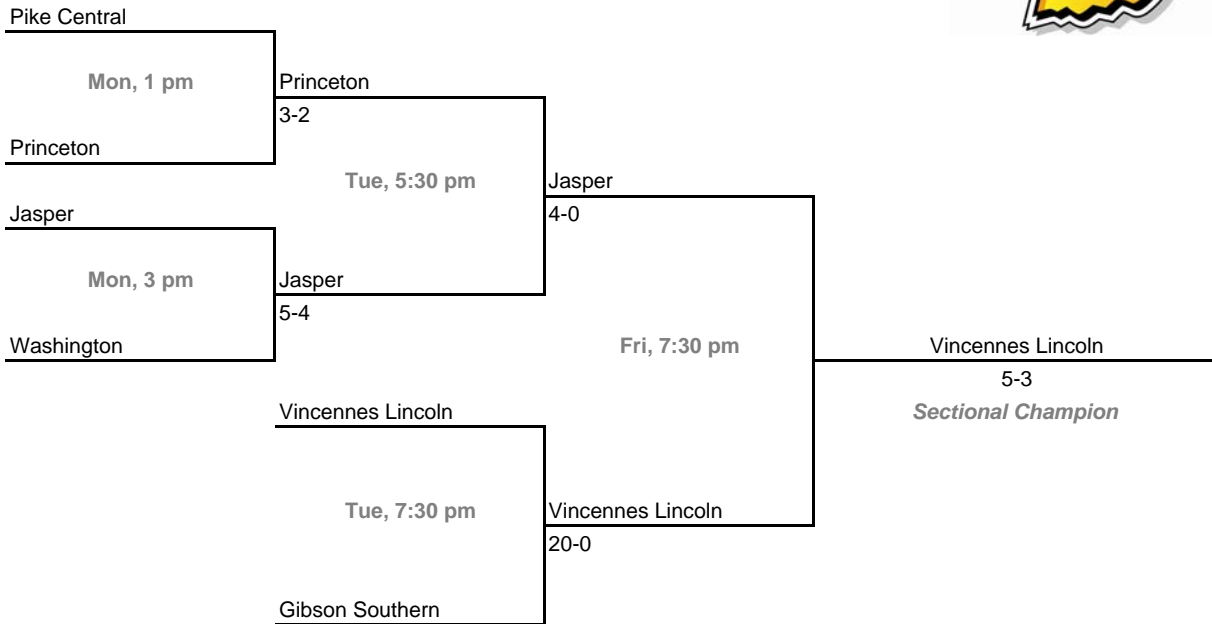 Pike Central
Mon, 1 pm
Princeton
3-2
Princeton
Tue, 5:30 pm
Jasper
4-0
Jasper
Mon, 3 pm
Jasper
5-4
Washington
Fri, 7:30 pm
Vincennes Lincoln
5-3
Sectional Champion
Vincennes Lincoln
Tue, 7:30 pm
Vincennes Lincoln
20-0
Gibson Southern